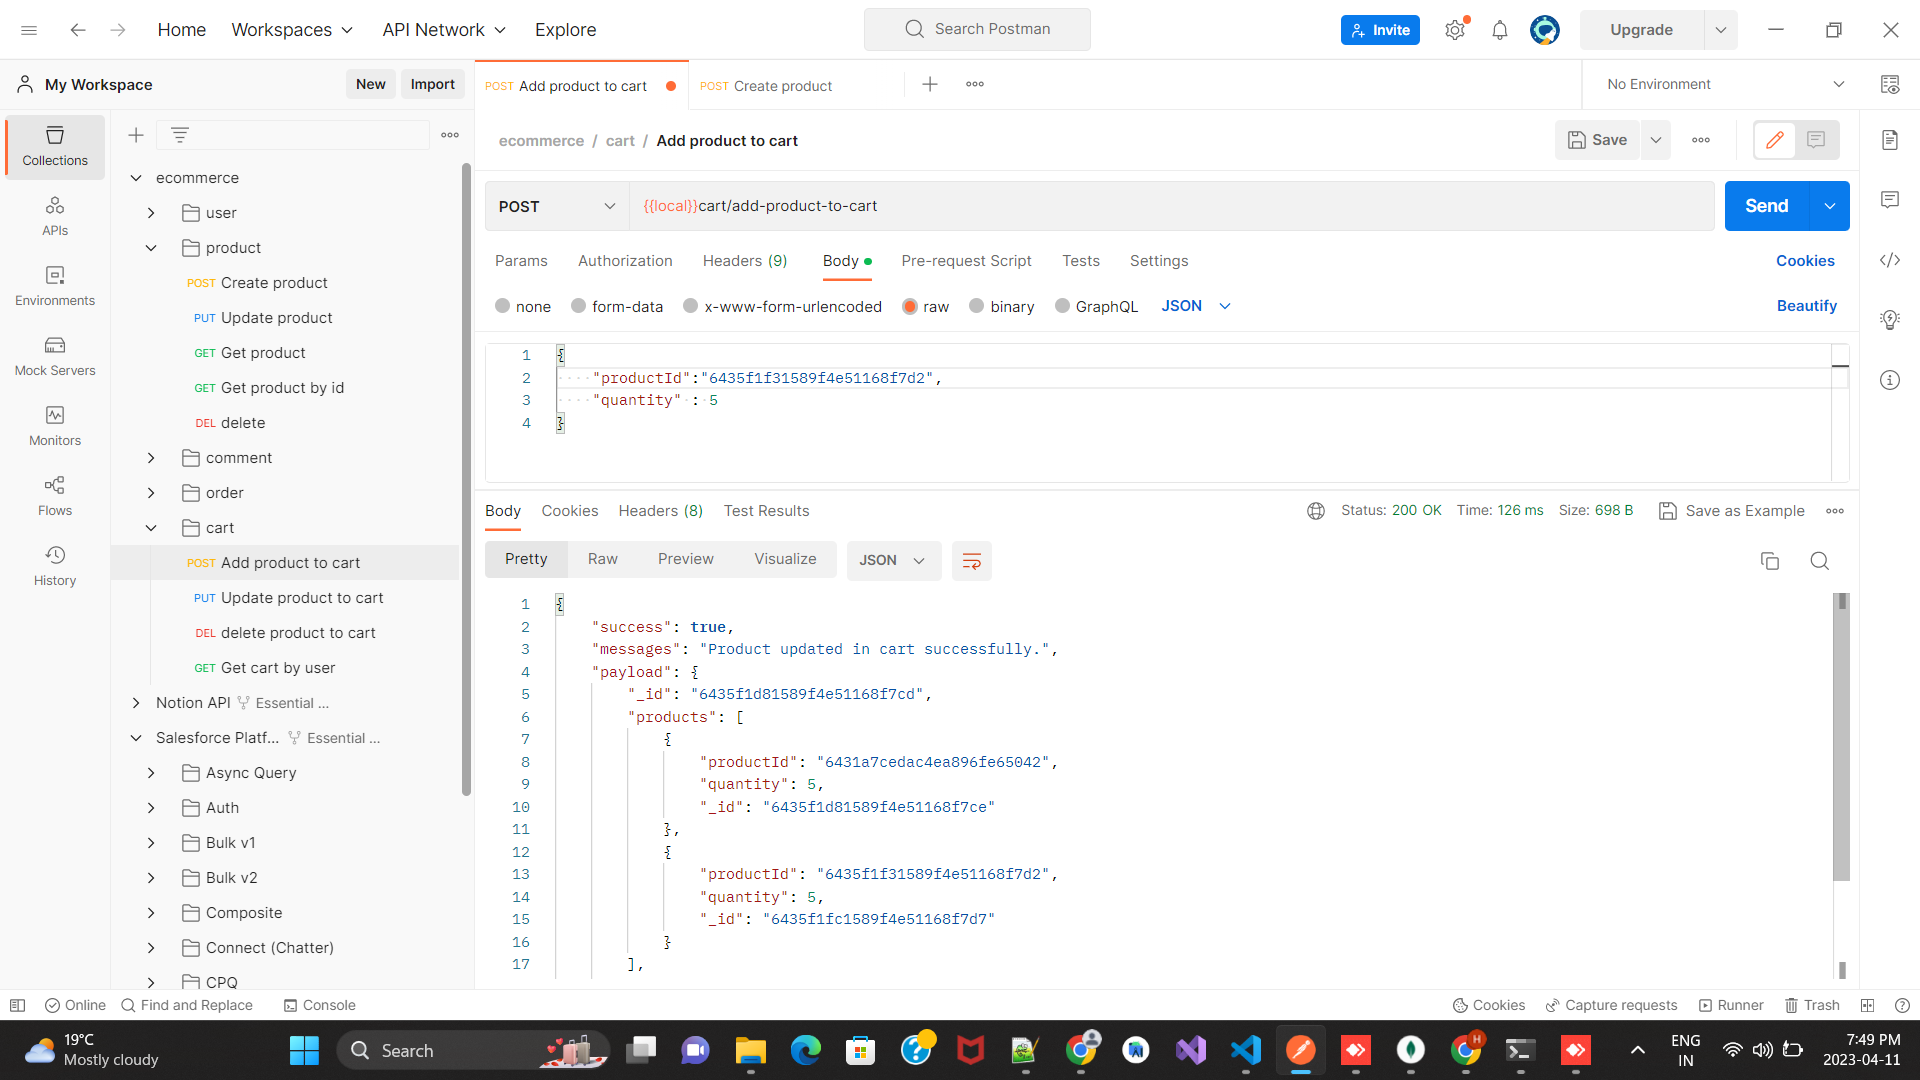 Home Workspaces API Network Explore Search Postman Invite Upgrade
My Workspace New Import POST Add product to cart POST Create product No Environment
Collections
APIs
Environments
Mock Servers
Monitors
Flows
History
ecommerce
user
product
POST Create product
PUT Update product
GET Get product
GET Get product by id
DEL delete
comment
order
cart
POST Add product to cart
PUT Update product to cart
DEL delete product to cart
GET Get cart by user
Notion API Essential ...
Salesforce Platf... Essential ...
Async Query
Auth
Bulk v1
Bulk v2
Composite
Connect (Chatter)
CPQ
ecommerce / cart / Add product to cart Save
POST {{local}}cart/add-product-to-cart Send
Params Authorization Headers (9) Body Pre-request Script Tests Settings Cookies
none form-data x-www-form-urlencoded raw binary GraphQL JSON Beautify
1 {
2 ····"productId":"6435f1f31589f4e51168f7d2",
3 ····"quantity"·:·5
4 }
Body Cookies Headers (8) Test Results Status: 200 OK Time: 126 ms Size: 698 B Save as Example
Pretty Raw Preview Visualize JSON
1 {
2 "success": true,
3 "messages": "Product updated in cart successfully.",
4 "payload": {
5 "_id": "6435f1d81589f4e51168f7cd",
6 "products": [
7 {
8 "productId": "6431a7cedac4ea896fe65042",
9 "quantity": 5,
10 "_id": "6435f1d81589f4e51168f7ce"
11 },
12 {
13 "productId": "6435f1f31589f4e51168f7d2",
14 "quantity": 5,
15 "_id": "6435f1fc1589f4e51168f7d7"
16 }
17 ],
Online Find and Replace Console Cookies Capture requests Runner Trash
19°C
Mostly cloudy
Search
H
ENG
IN
7:49 PM
2023-04-11